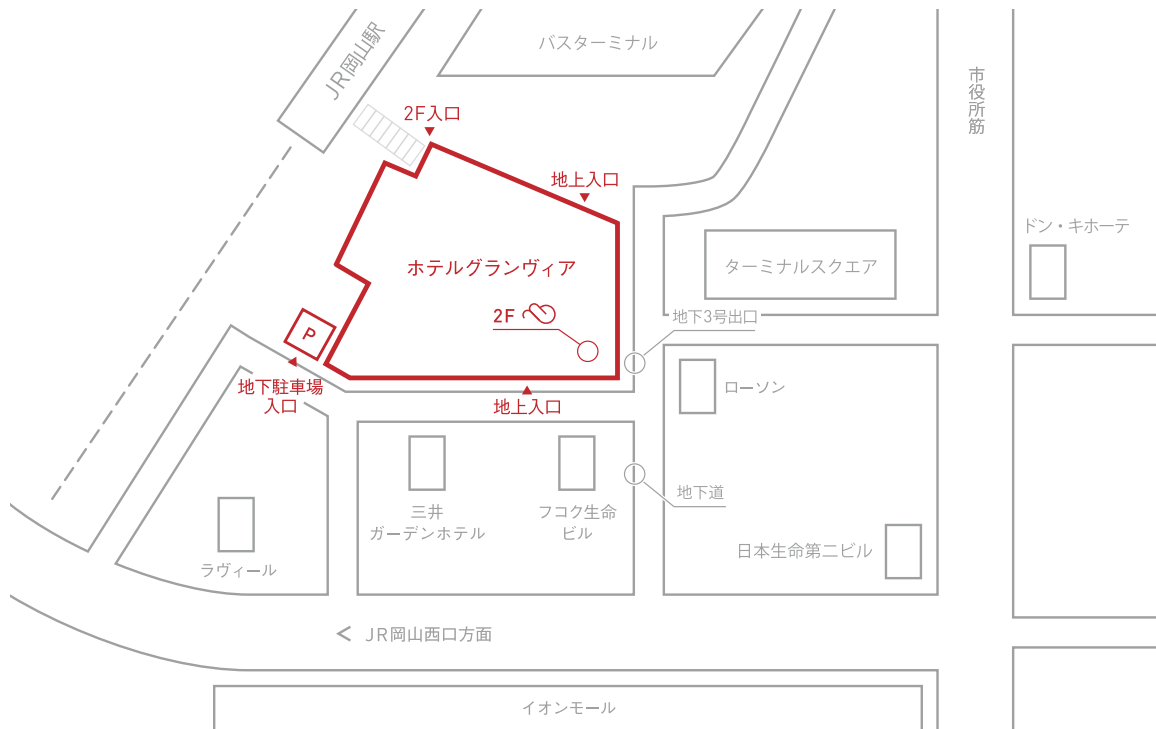 JR岡山駅
バスターミナル
市役所筋
2F入口
地上入口
ドン・キホーテ
ターミナルスクエア
ホテルグランヴィア
2F
地下3号出口
P
地下駐車場
入口
地上入口
ローソン
地下道
三井
ガーデンホテル
フコク生命
ビル
日本生命第二ビル
ラヴィール
JR岡山西口方面
イオンモール